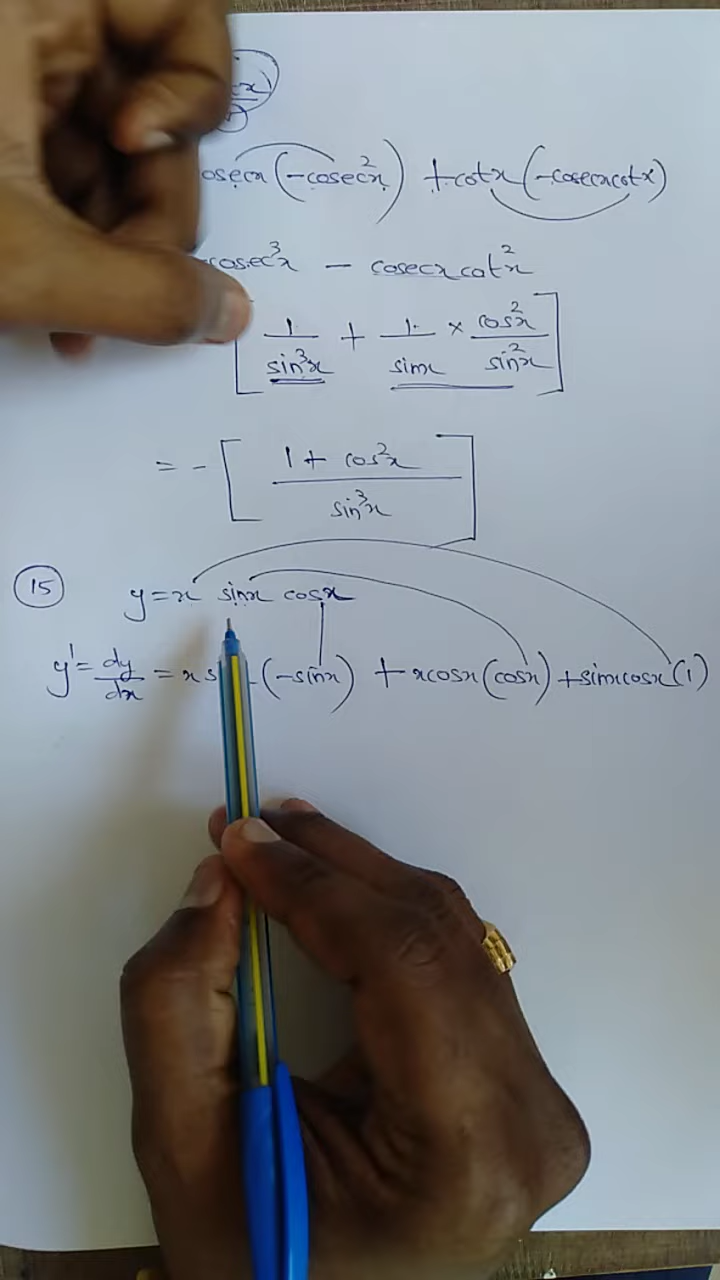 x)
osecx (-cosec²x) + cotx (-cosecxcotx)
-cosec³x - cosecx cot²x
[ 1/sin³x + 1/sinx × cos²x/sin²x ]
= - [ 1 + cos²x / sin³x ]
15 y = x sinx cosx
y' = dy/dx = x s (-sinx) + xcosx (cosx) + sinxcosx (1)